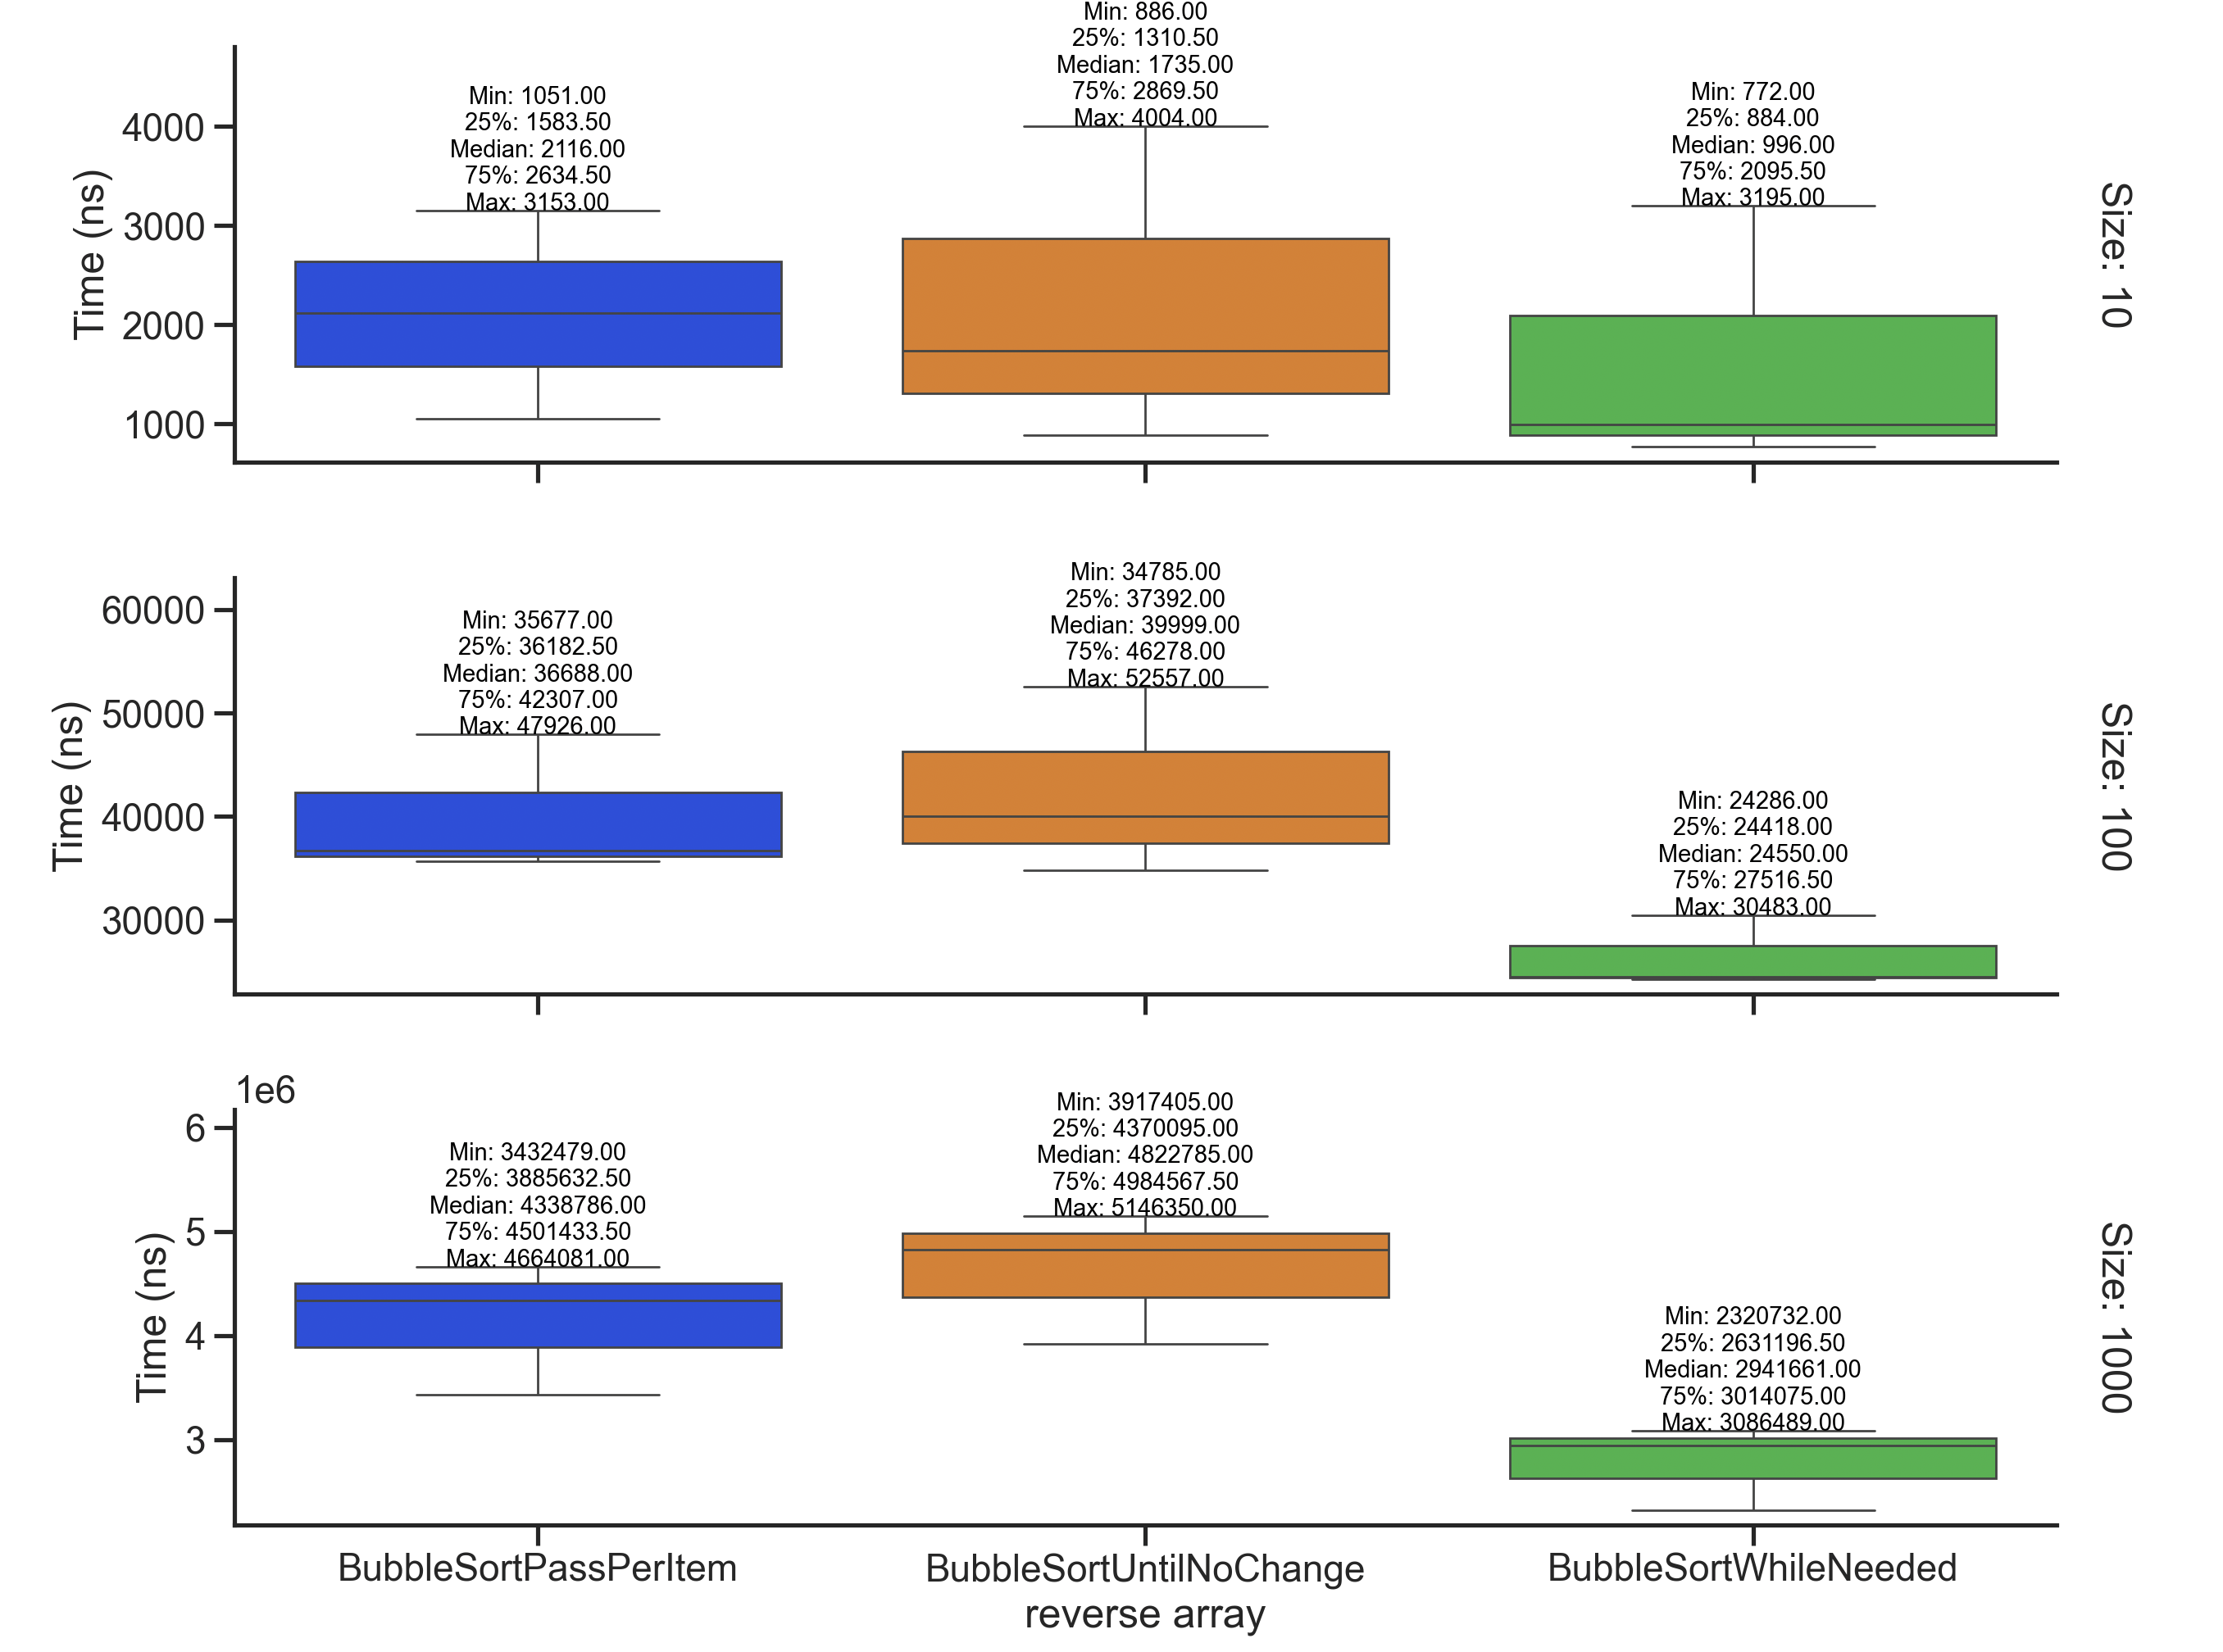 Min: 886.00
25%: 1310.50
Median: 1735.00
75%: 2869.50
Max: 4004.00
Min: 1051.00
25%: 1583.50
Median: 2116.00
75%: 2634.50
Max: 3153.00
Min: 772.00
25%: 884.00
Median: 996.00
75%: 2095.50
Max: 3195.00
4000
3000
2000
1000
Time (ns)
Size: 10
Min: 35677.00
25%: 36182.50
Median: 36688.00
75%: 42307.00
Max: 47926.00
Min: 34785.00
25%: 37392.00
Median: 39999.00
75%: 46278.00
Max: 52557.00
Min: 24286.00
25%: 24418.00
Median: 24550.00
75%: 27516.50
Max: 30483.00
60000
50000
40000
30000
Time (ns)
Size: 100
1e6
Min: 3432479.00
25%: 3885632.50
Median: 4338786.00
75%: 4501433.50
Max: 4664081.00
Min: 3917405.00
25%: 4370095.00
Median: 4822785.00
75%: 4984567.50
Max: 5146350.00
Min: 2320732.00
25%: 2631196.50
Median: 2941661.00
75%: 3014075.00
Max: 3086489.00
6
5
4
3
Time (ns)
Size: 1000
BubbleSortPassPerItem
BubbleSortUntilNoChange
BubbleSortWhileNeeded
reverse array